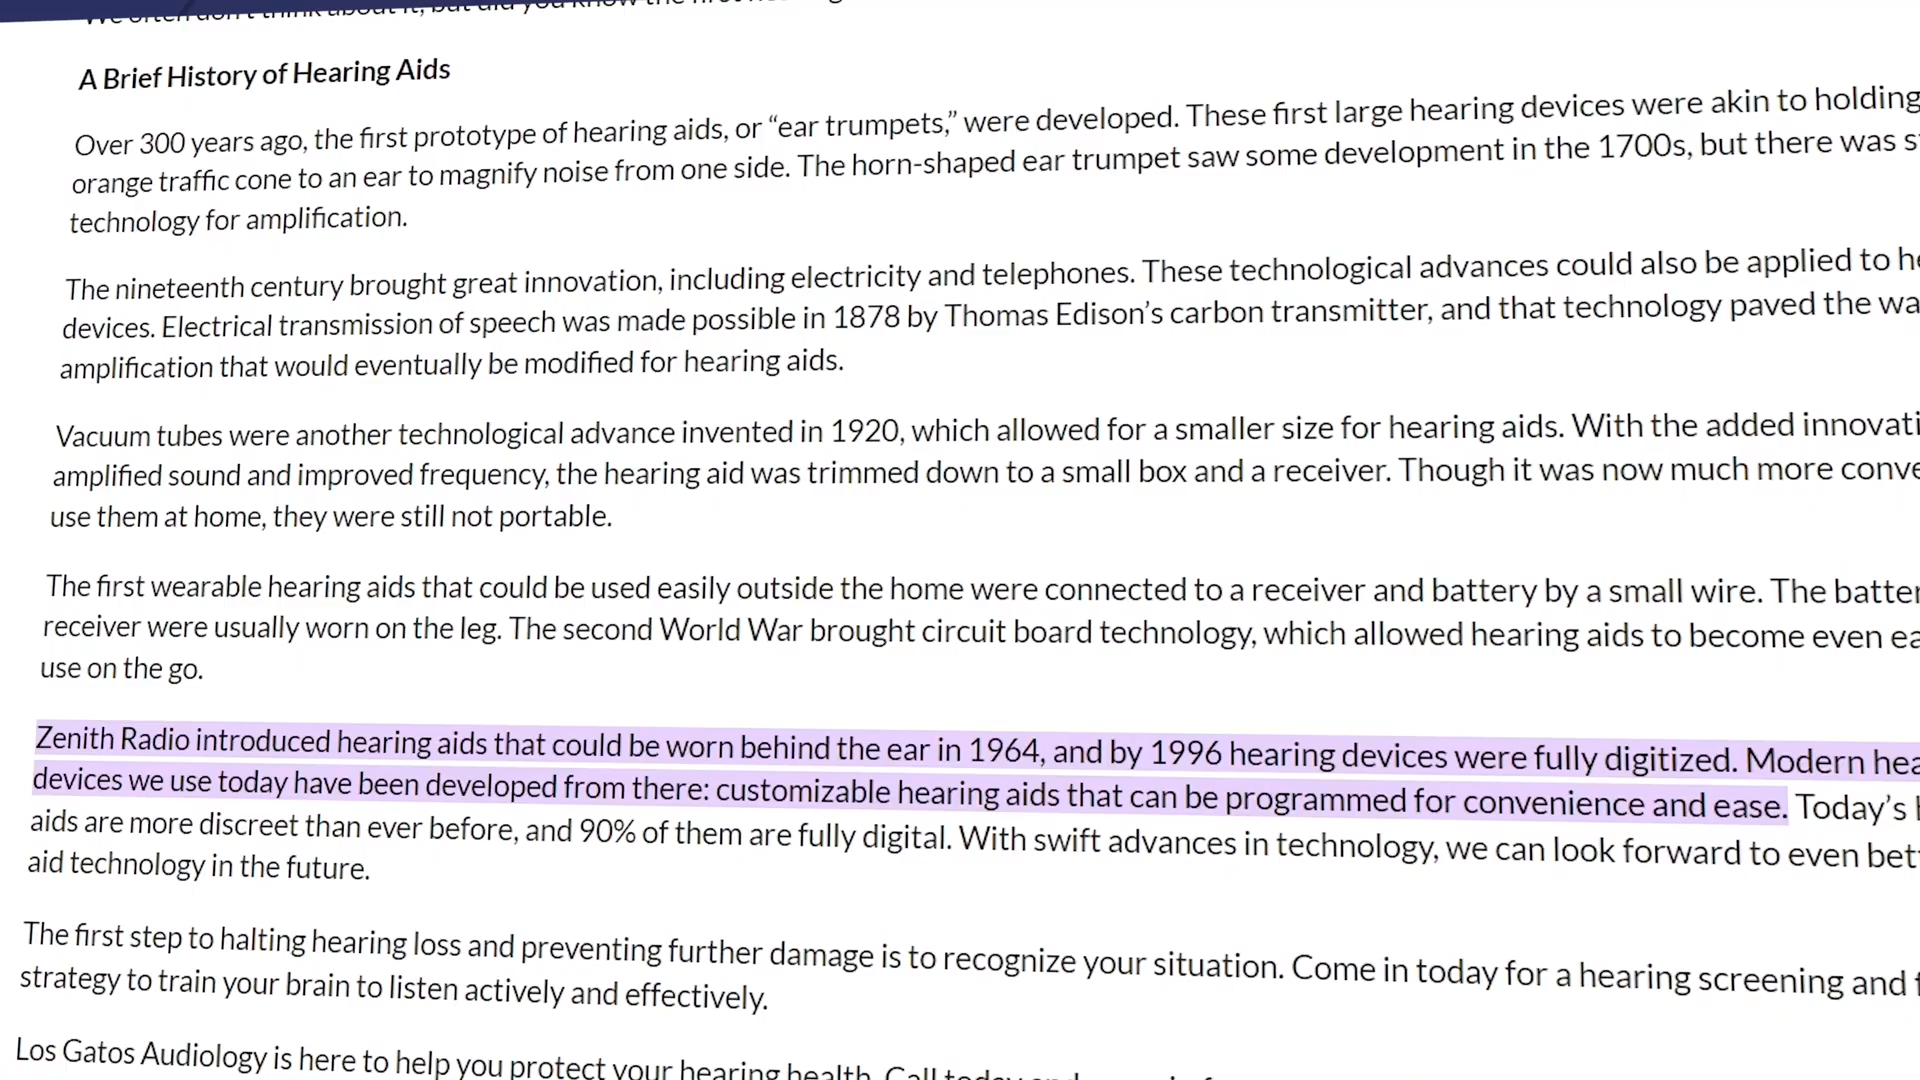 We often don't think about it, but did you know the first
A Brief History of Hearing Aids
Over 300 years ago, the first prototype of hearing aids, or “ear trumpets,” were developed. These first large hearing devices were akin to holding
orange traffic cone to an ear to magnify noise from one side. The horn-shaped ear trumpet saw some development in the 1700s, but there was
technology for amplification.
The nineteenth century brought great innovation, including electricity and telephones. These technological advances could also be applied to
devices. Electrical transmission of speech was made possible in 1878 by Thomas Edison’s carbon transmitter, and that technology paved the
amplification that would eventually be modified for hearing aids.
Vacuum tubes were another technological advance invented in 1920, which allowed for a smaller size for hearing aids. With the added
amplified sound and improved frequency, the hearing aid was trimmed down to a small box and a receiver. Though it was now much more
use them at home, they were still not portable.
The first wearable hearing aids that could be used easily outside the home were connected to a receiver and battery by a small wire. The
receiver were usually worn on the leg. The second World War brought circuit board technology, which allowed hearing aids to become even
use on the go.
Zenith Radio introduced hearing aids that could be worn behind the ear in 1964, and by 1996 hearing devices were fully digitized. Modern
devices we use today have been developed from there: customizable hearing aids that can be programmed for convenience and ease. Today’s
aids are more discreet than ever before, and 90% of them are fully digital. With swift advances in technology, we can look forward to even
aid technology in the future.
The first step to halting hearing loss and preventing further damage is to recognize your situation. Come in today for a hearing screening and
strategy to train your brain to listen actively and effectively.
Los Gatos Audiology is here to help you protect your hearing health. Call today